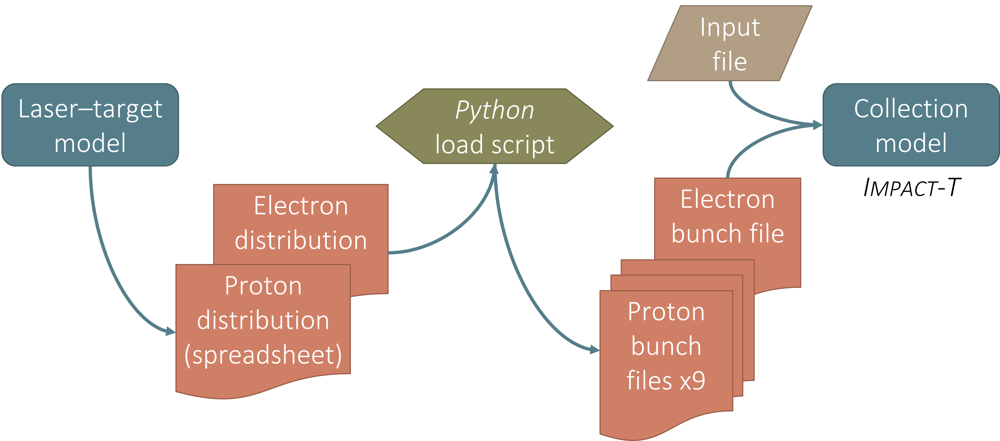 Laser–target
model
Electron
distribution
Proton
distribution
(spreadsheet)
Python
load script
Input
file
Electron
bunch file
Proton
bunch
files x9
Collection
model
IMPACT-T